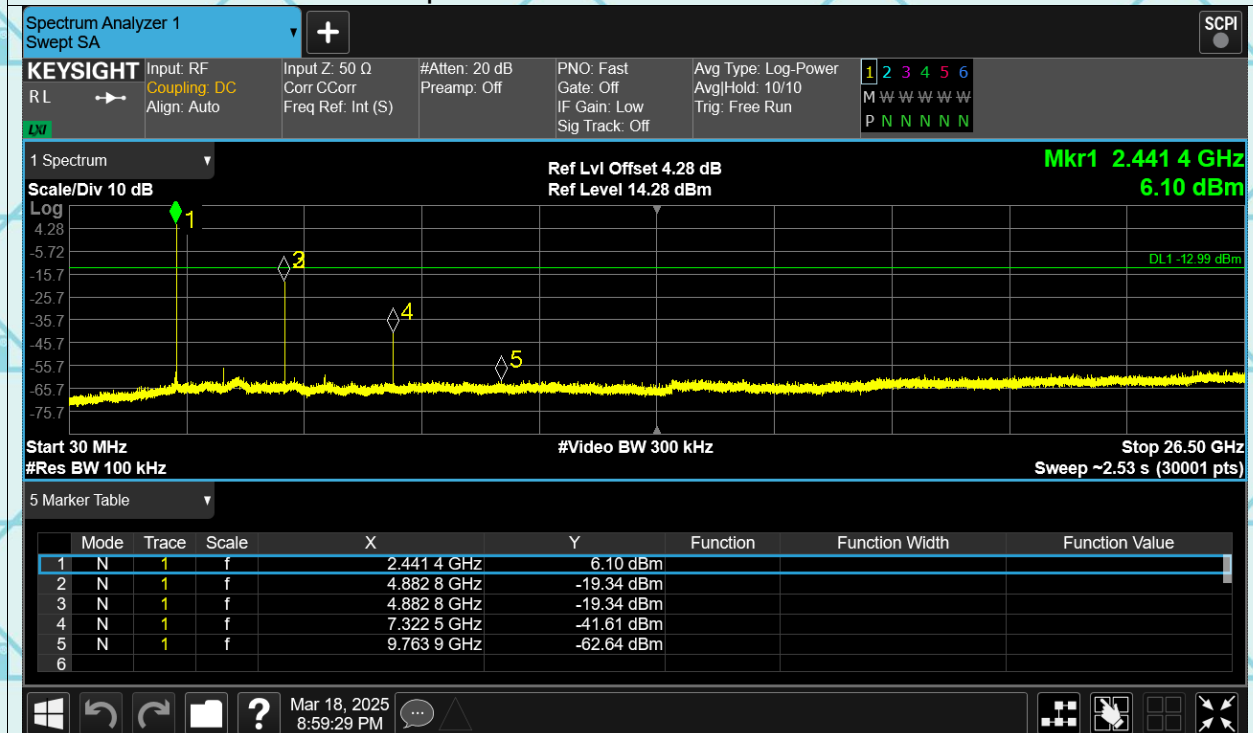 Spectrum Analyzer 1
Swept SA
+
SCPI
KEYSIGHT
RL
LXI
Input: RF
Coupling: DC
Align: Auto
Input Z: 50 Ω
Corr CCorr
Freq Ref: Int (S)
#Atten: 20 dB
Preamp: Off
PNO: Fast
Gate: Off
IF Gain: Low
Sig Track: Off
Avg Type: Log-Power
Avg|Hold: 10/10
Trig: Free Run
1 2 3 4 5 6
M W W W W W
P N N N N N
1 Spectrum
Scale/Div 10 dB
Ref Lvl Offset 4.28 dB
Ref Level 14.28 dBm
Mkr1 2.441 4 GHz
6.10 dBm
Log
4.28
-5.72
-15.7
-25.7
-35.7
-45.7
-55.7
-65.7
-75.7
1
3
4
5
DL1 -12.99 dBm
Start 30 MHz
#Video BW 300 kHz
Stop 26.50 GHz
#Res BW 100 kHz
Sweep ~2.53 s (30001 pts)
5 Marker Table
Mode Trace Scale X Y Function Function Width Function Value
1 N 1 f 2.441 4 GHz 6.10 dBm
2 N 1 f 4.882 8 GHz -19.34 dBm
3 N 1 f 4.882 8 GHz -19.34 dBm
4 N 1 f 7.322 5 GHz -41.61 dBm
5 N 1 f 9.763 9 GHz -62.64 dBm
6
?
Mar 18, 2025
8:59:29 PM